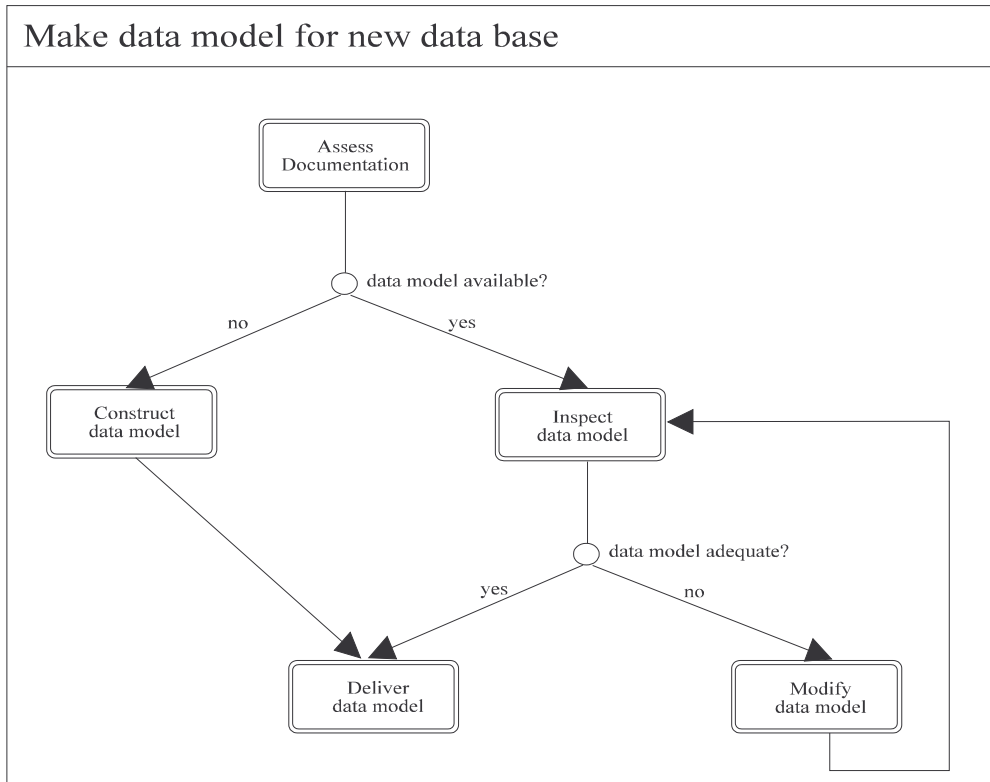 Make data model for new data base
Assess
Documentation
data model available?
no
yes
Construct
data model
Inspect
data model
data model adequate?
yes
no
Deliver
data model
Modify
data model